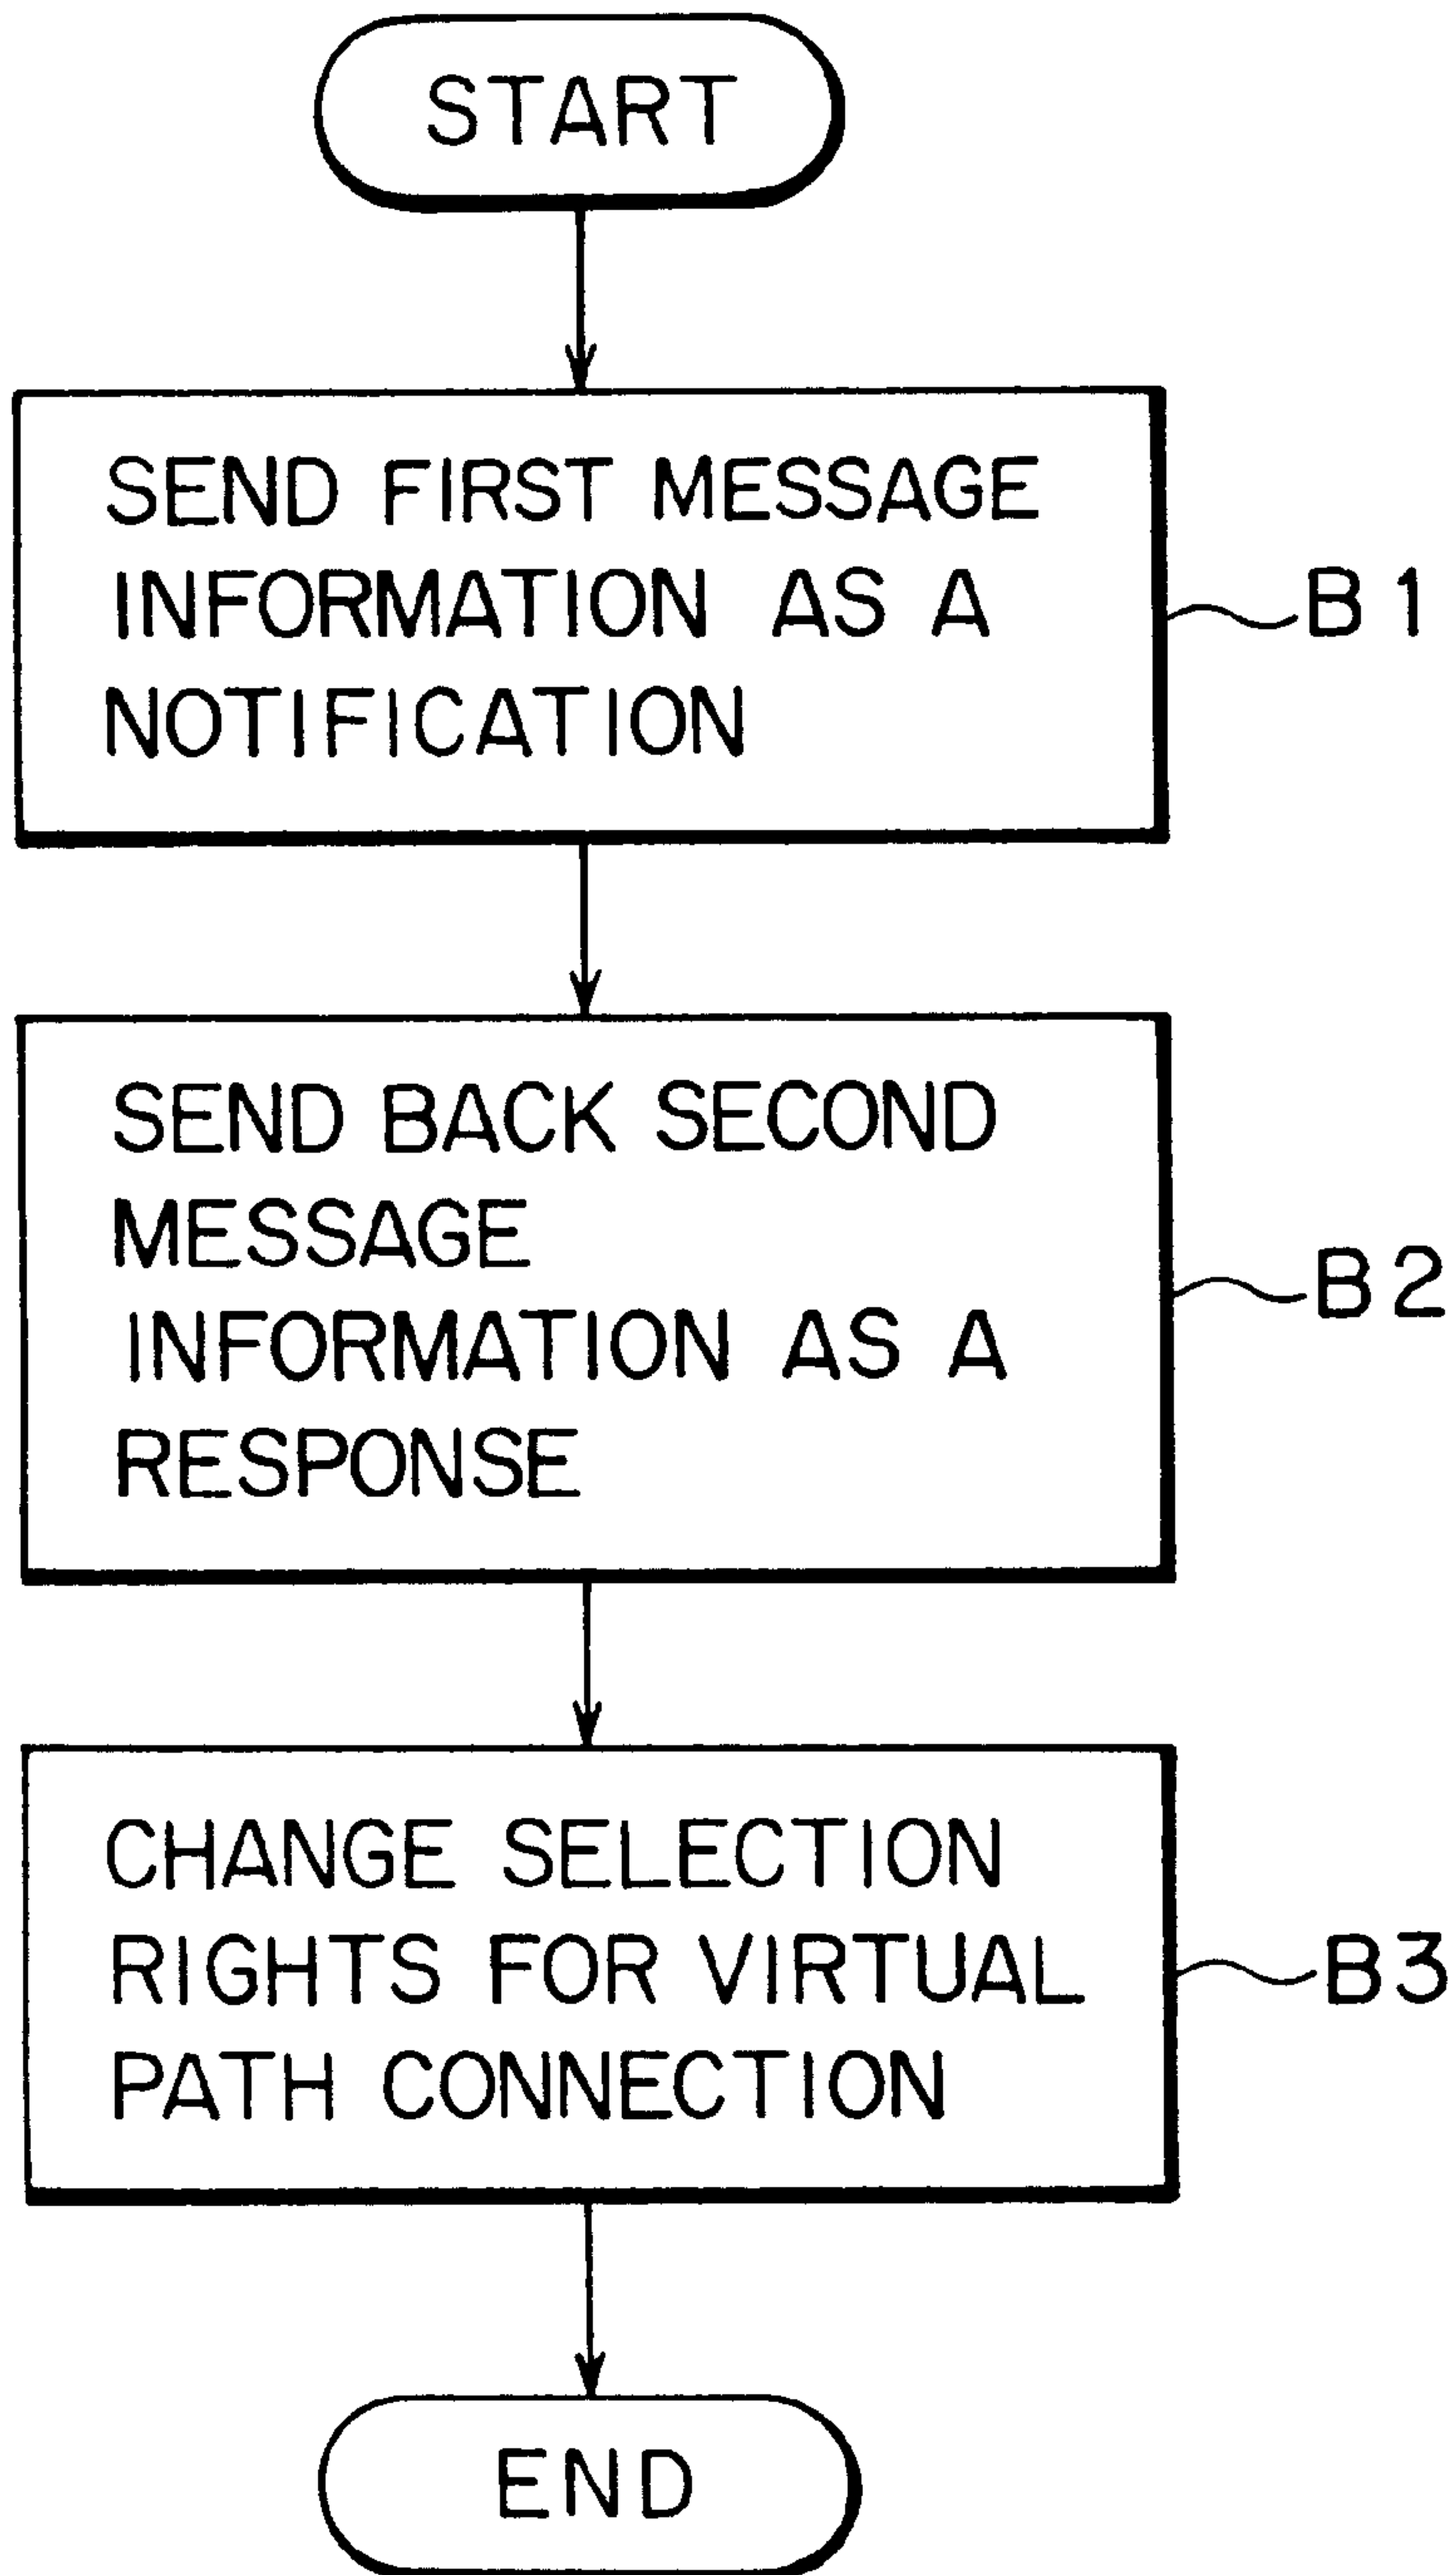 START
SEND FIRST MESSAGE
INFORMATION AS A
NOTIFICATION
B1
SEND BACK SECOND
MESSAGE
INFORMATION AS A
RESPONSE
B2
CHANGE SELECTION
RIGHTS FOR VIRTUAL
PATH CONNECTION
B3
END